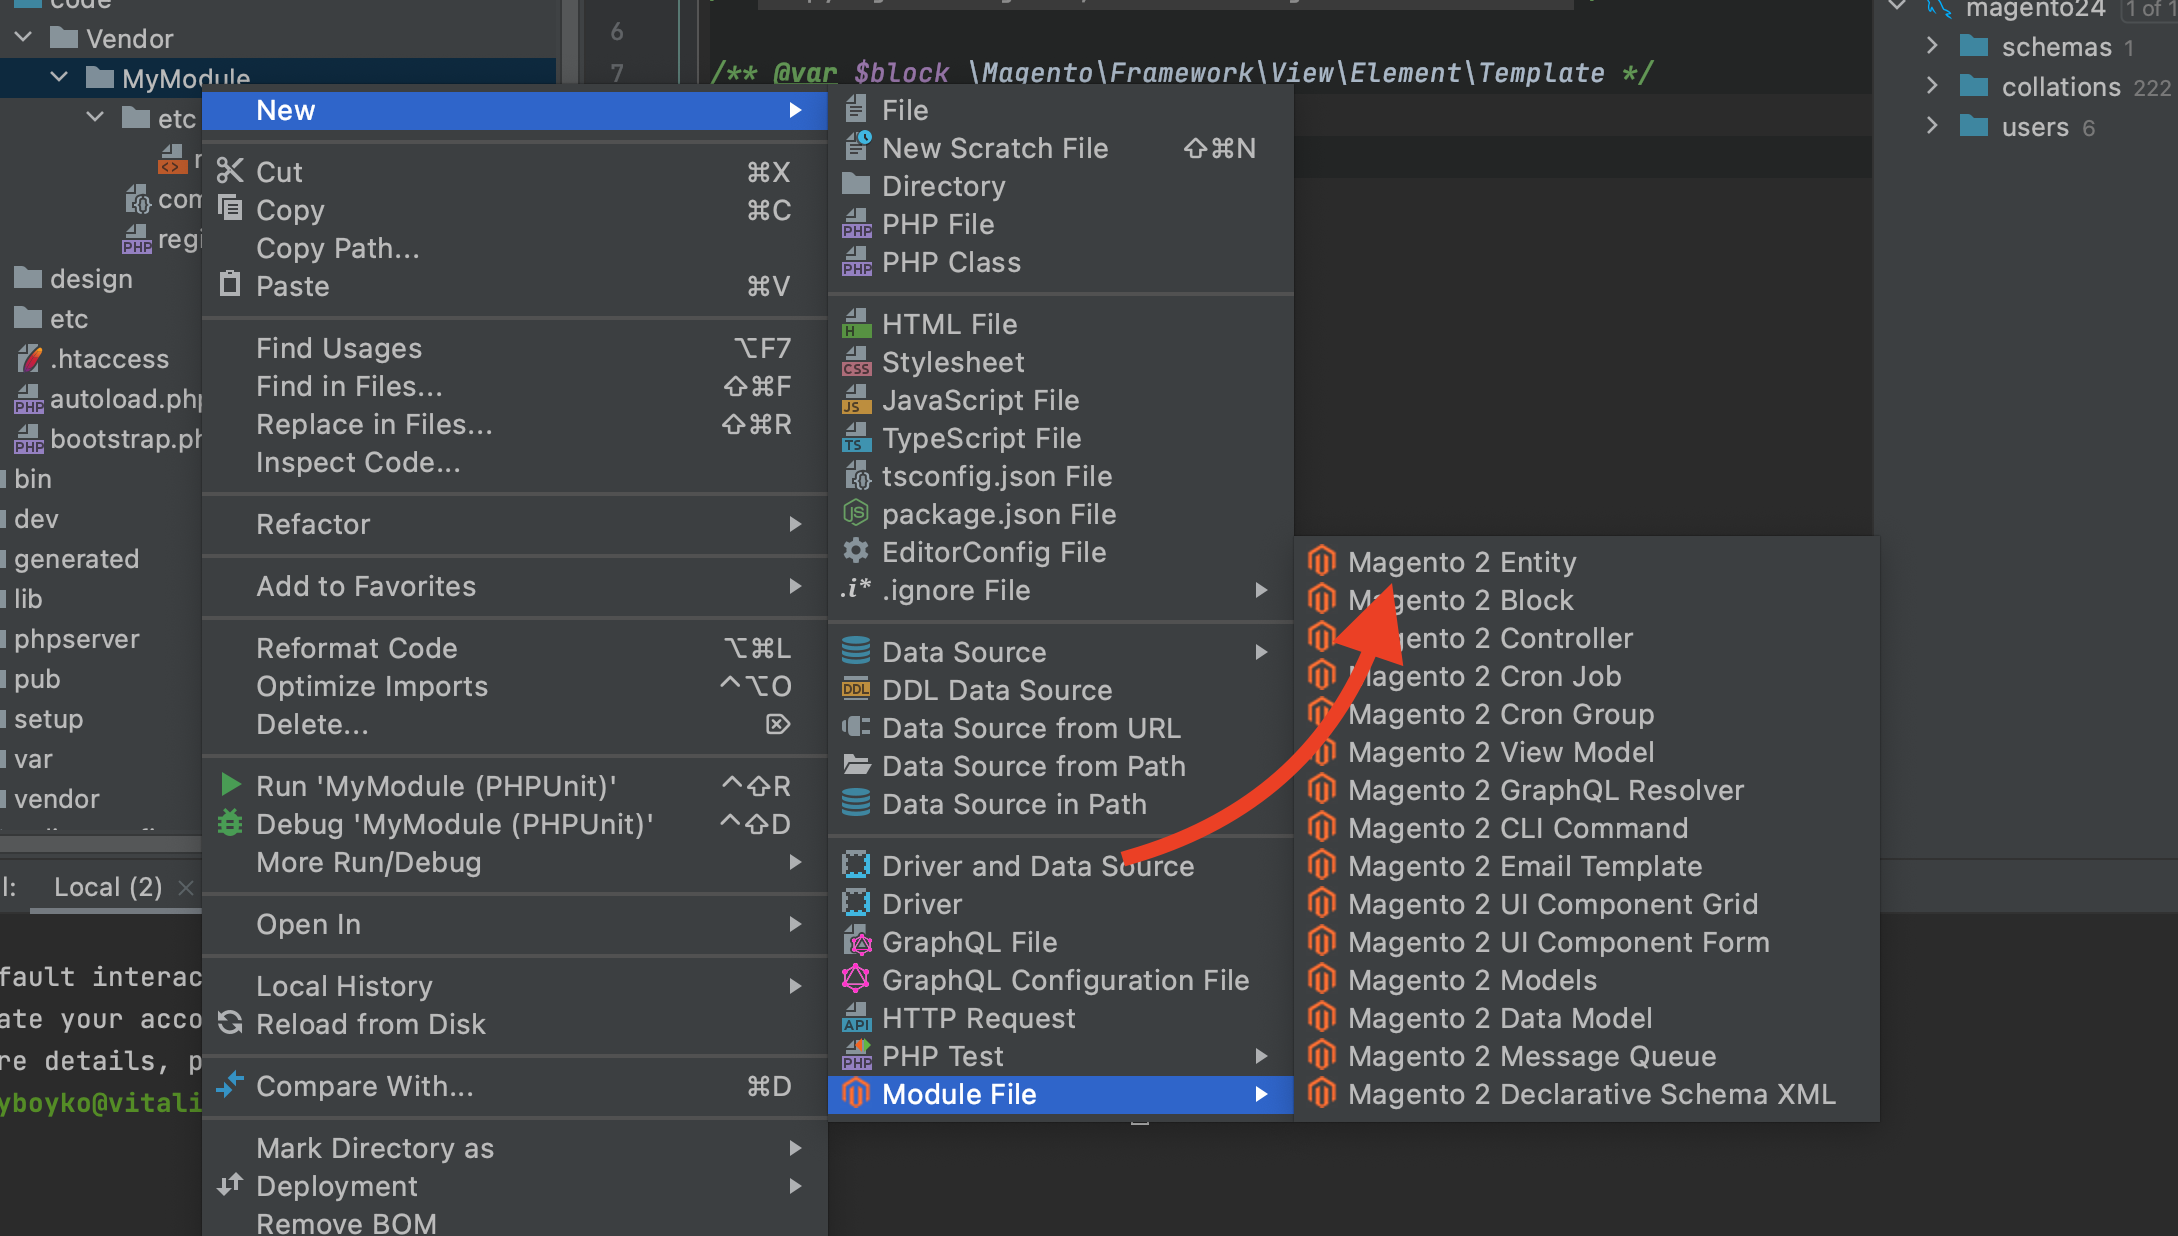 code
Vendor
MyModule
etc
design
etc
.htaccess
autoload.php
bin
dev
generated
lib
phpserver
pub
setup
var
vendor
Local (2)
fault interac
ate your acco
re details, p
yboyko@vitali
6
7
/** @var $block \Magento\Framework\View\Element\Template */
magento24 1 of 1
schemas 1
collations 222
users 6
New
Cut ⌘X
Copy ⌘C
Copy Path...
Paste ⌘V
Find Usages ⌥F7
Find in Files... ⇧⌘F
Replace in Files... ⇧⌘R
Inspect Code...
Refactor
Add to Favorites
Reformat Code ⌥⌘L
Optimize Imports ^⌥O
Delete... ⌦
Run 'MyModule (PHPUnit)' ^⇧R
Debug 'MyModule (PHPUnit)' ^⇧D
More Run/Debug
Open In
Local History
Reload from Disk
Compare With... ⌘D
Mark Directory as
Deployment
Remove BOM
File
New Scratch File ⇧⌘N
Directory
PHP File
PHP Class
HTML File
Stylesheet
JavaScript File
TypeScript File
tsconfig.json File
package.json File
EditorConfig File
.ignore File
Data Source
DDL Data Source
Data Source from URL
Data Source from Path
Data Source in Path
Driver and Data Source
Driver
GraphQL File
GraphQL Configuration File
HTTP Request
PHP Test
Module File
Magento 2 Entity
Magento 2 Block
Magento 2 Controller
Magento 2 Cron Job
Magento 2 Cron Group
Magento 2 View Model
Magento 2 GraphQL Resolver
Magento 2 CLI Command
Magento 2 Email Template
Magento 2 UI Component Grid
Magento 2 UI Component Form
Magento 2 Models
Magento 2 Data Model
Magento 2 Message Queue
Magento 2 Declarative Schema XML